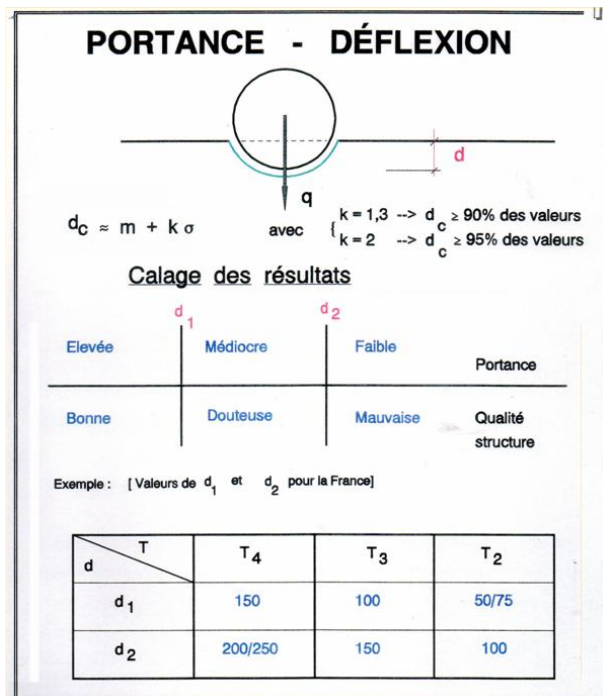 PORTANCE - DÉFLEXION
d
q
dc ≈ m + k σ avec { k = 1,3 --> dc ≥ 90% des valeurs
k = 2 --> dc ≥ 95% des valeurs
Calage des résultats
d1 d2
Elevée Médiocre Faible
Portance
Bonne Douteuse Mauvaise Qualité
structure
Exemple : [ Valeurs de d1 et d2 pour la France]
d T T4 T3 T2
d1 150 100 50/75
d2 200/250 150 100